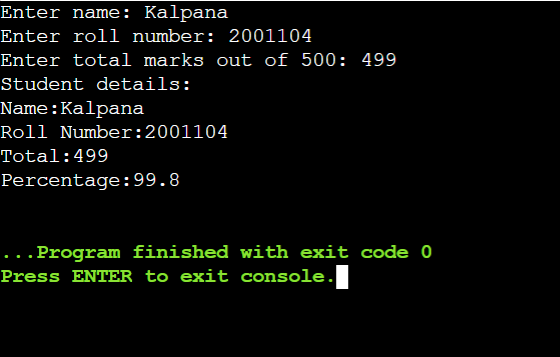 Enter name: Kalpana
Enter roll number: 2001104
Enter total marks out of 500: 499
Student details:
Name:Kalpana
Roll Number:2001104
Total:499
Percentage:99.8
...Program finished with exit code 0
Press ENTER to exit console.